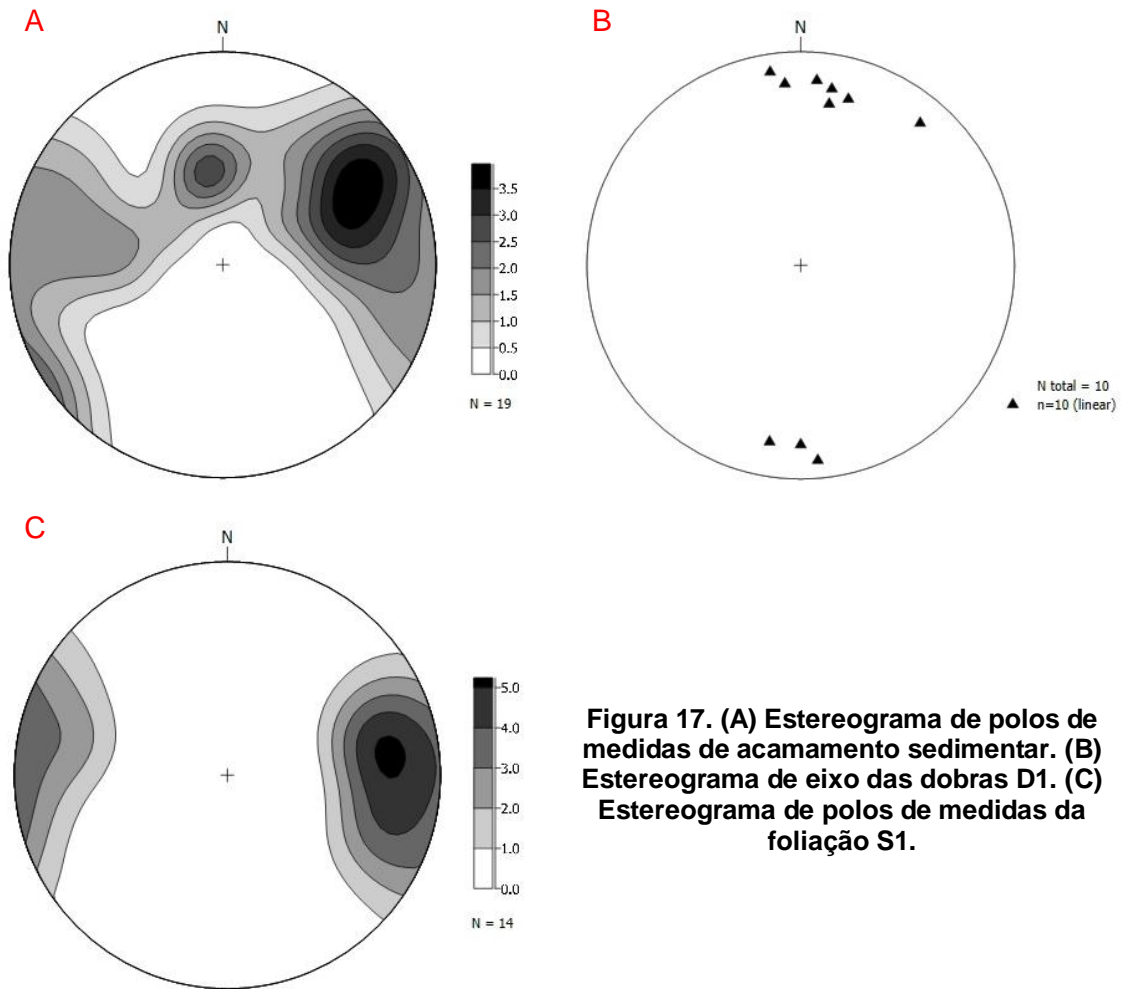 A
N
3.5
3.0
2.5
2.0
1.5
1.0
0.5
0.0
N = 19
B
N
N total = 10
n=10 (linear)
C
N
5.0
4.0
3.0
2.0
1.0
0.0
N = 14
Figura 17. (A) Estereograma de polos de
medidas de acamamento sedimentar. (B)
Estereograma de eixo das dobras D1. (C)
Estereograma de polos de medidas da
foliação S1.